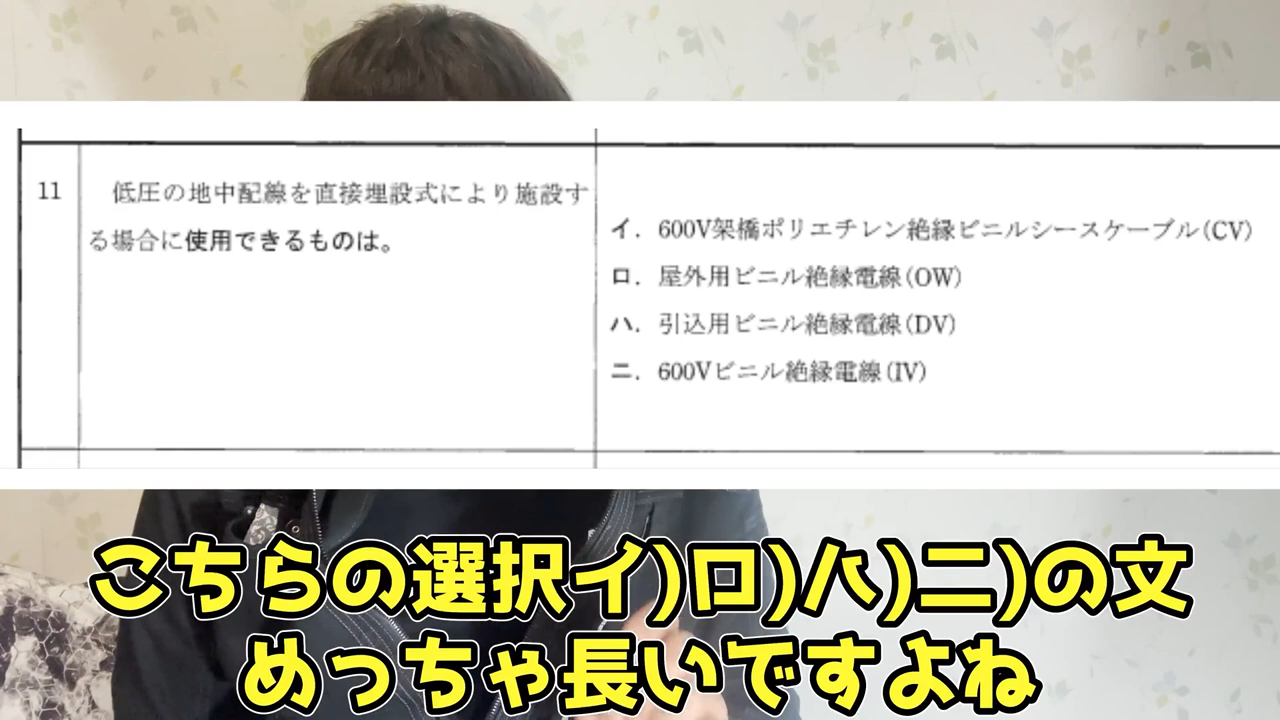 11
低圧の地中配線を直接埋設式により施設す
る場合に使用できるものは。
イ．600V架橋ポリエチレン絶縁ビニルシースケーブル(CV)
ロ．屋外用ビニル絶縁電線(OW)
ハ．引込用ビニル絶縁電線(DV)
ニ．600Vビニル絶縁電線(IV)
こちらの選択イ)ロ)ハ)ニ)の文
めっちゃ長いですよね